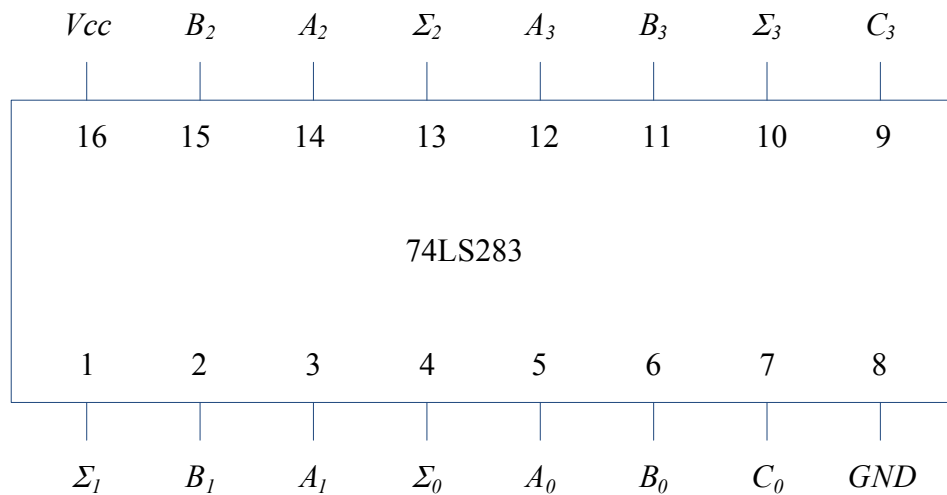 Vcc B₂ A₂ Σ₂ A₃ B₃ Σ₃ C₃
16 15 14 13 12 11 10 9
74LS283
1 2 3 4 5 6 7 8
Σ₁ B₁ A₁ Σ₀ A₀ B₀ C₀ GND